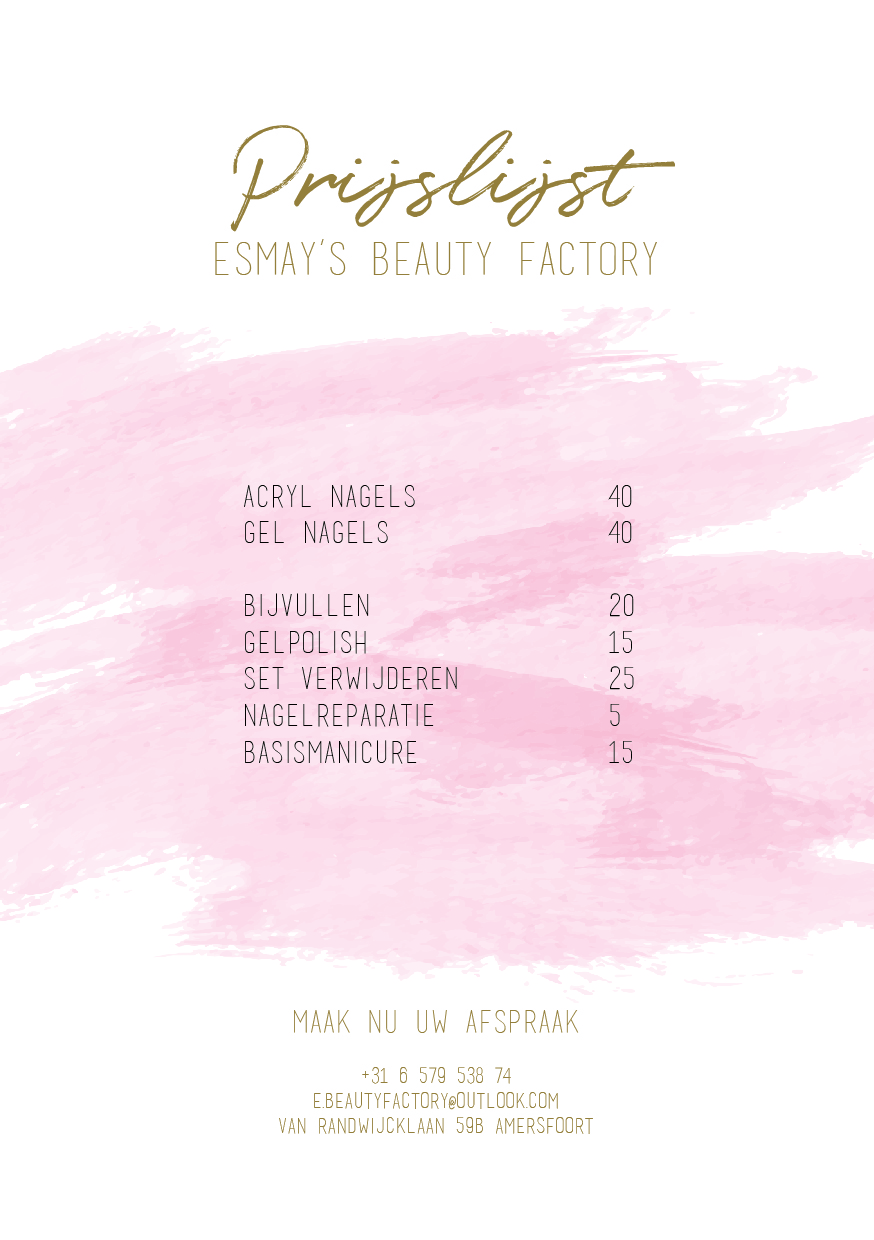 Prijslijst
ESMAY'S BEAUTY FACTORY
ACRYL NAGELS 40
GEL NAGELS 40
BIJVULLEN 20
GELPOLISH 15
SET VERWIJDEREN 25
NAGELREPARATIE 5
BASISMANICURE 15
MAAK NU UW AFSPRAAK
+31 6 579 538 74
E.BEAUTYFACTORY@OUTLOOK.COM
VAN RANDWIJCKLAAN 59B AMERSFOORT